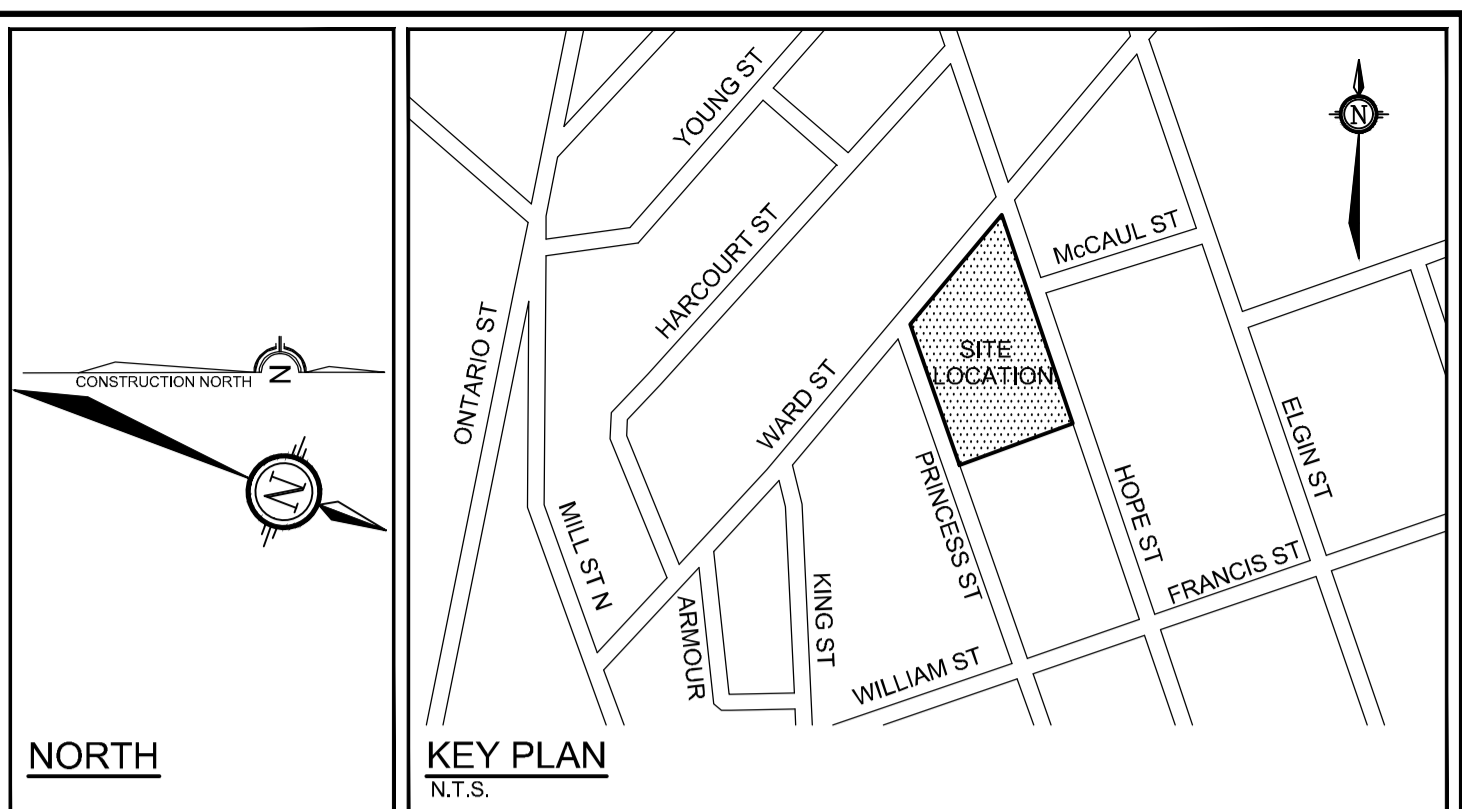 CONSTRUCTION NORTH
N
N
NORTH
YOUNG ST
N
HARCOURT ST
McCAUL ST
ONTARIO ST
SITE
LOCATION
WARD ST
ELGIN ST
PRINCESS ST
HOPE ST
MILL ST N
FRANCIS ST
KING ST
ARMOUR
WILLIAM ST
KEY PLAN
N.T.S.